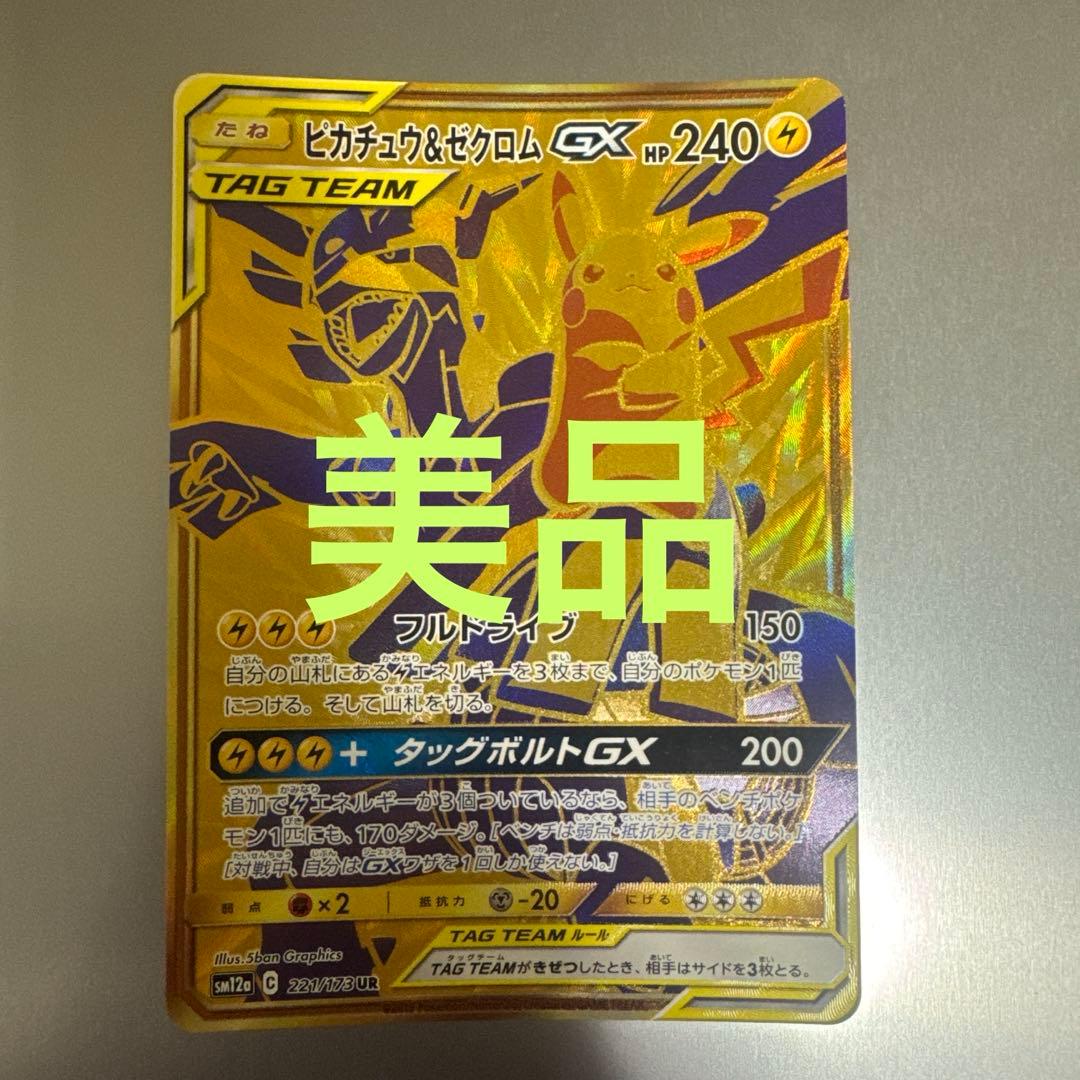 たね ピカチュウ&ゼクロムGX HP240
TAG TEAM
美品
フルドライブ 150
自分の山札にあるエネルギーを3枚まで、自分のポケモン1匹
につける。そして山札を切る。
+ タッグボルトGX 200
追加でエネルギーが3個ついているなら、相手のベンチポケ
モン1匹にも、170ダメージ。[ベンチは弱点・抵抗力を計算しない。]
[対戦中、自分はGXワザを1回しか使えない。]
弱点 ×2 抵抗力 -20 にげる
Illus. 5ban Graphics
TAG TEAM ルール
TAG TEAMがきぜつしたとき、相手はサイドを3枚とる。
SM12a C 221/173 UR